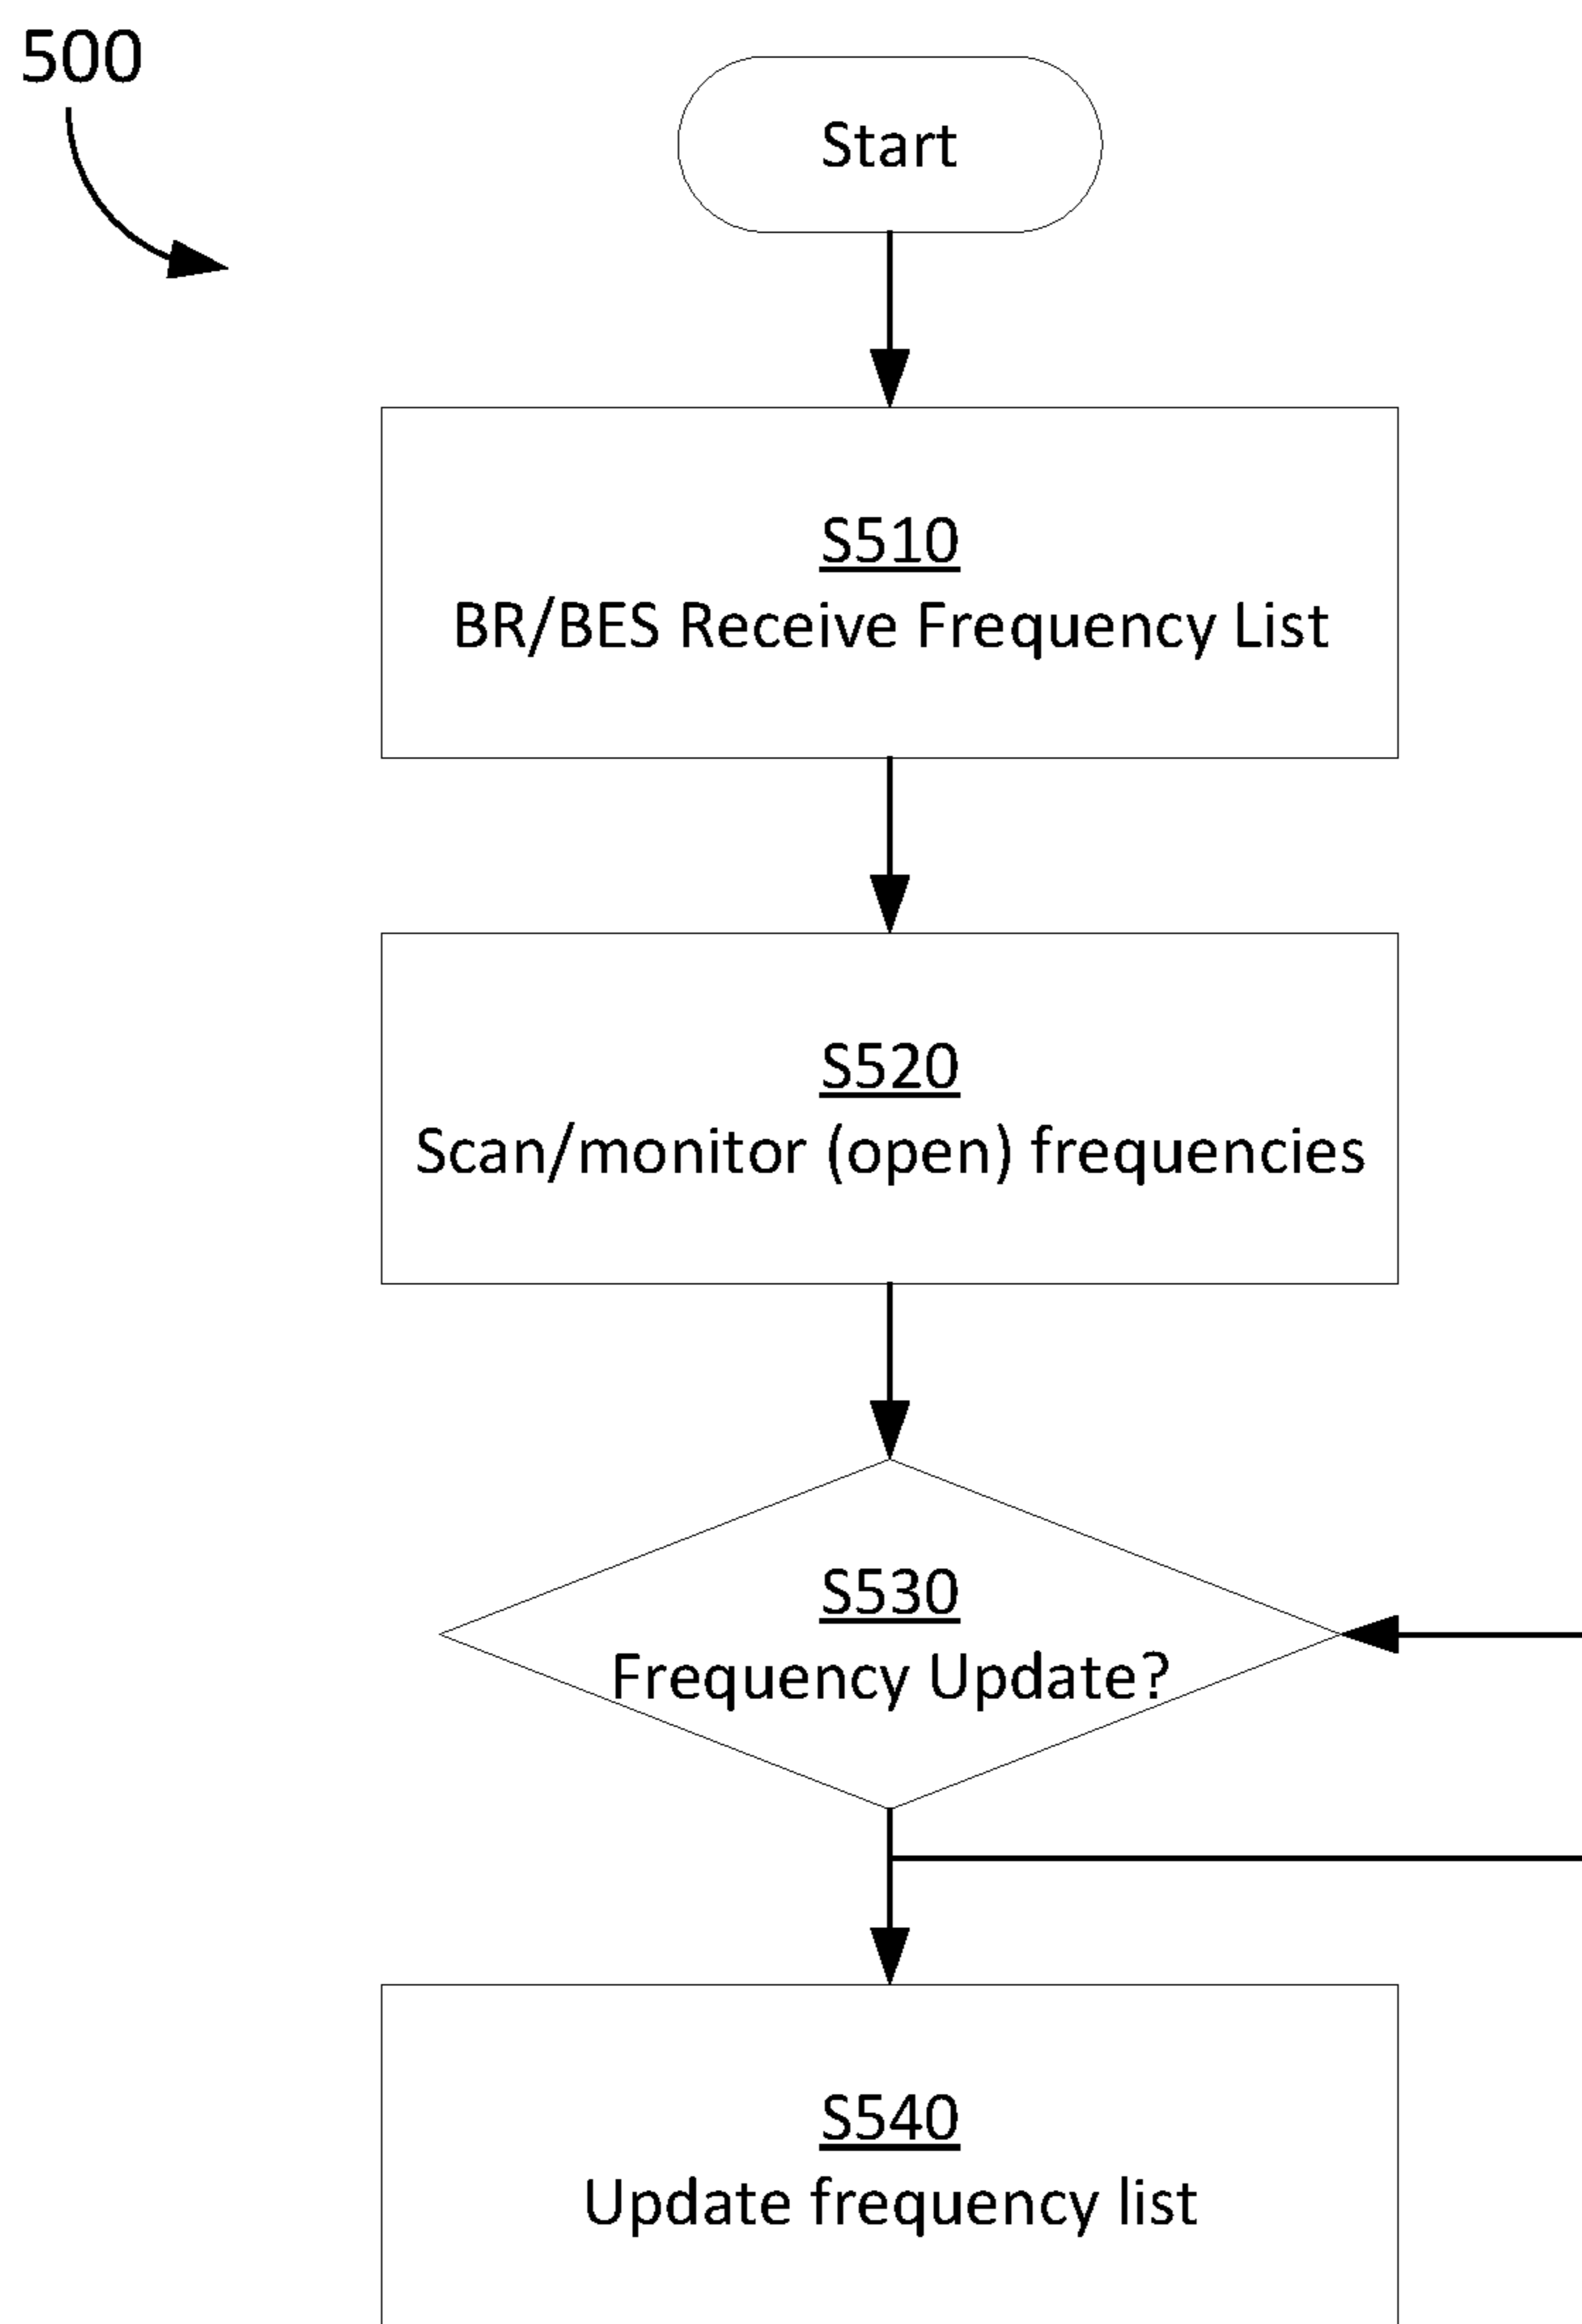 500
Start
S510
BR/BES Receive Frequency List
S520
Scan/monitor (open) frequencies
S530
Frequency Update?
S540
Update frequency list